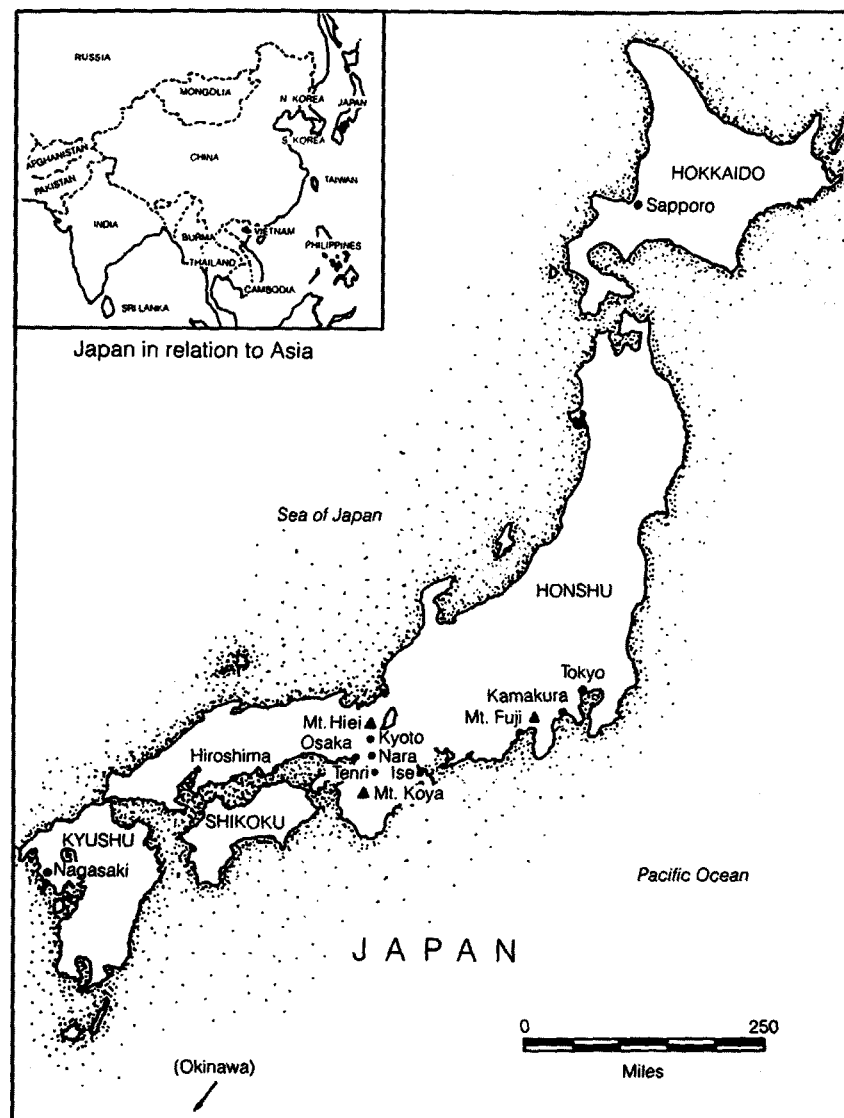 RUSSIA
MONGOLIA
N KOREA
JAPAN
S KOREA
AFGHANISTAN
PAKISTAN
CHINA
TAIWAN
INDIA
BURMA
VIETNAM
PHILIPPINES
THAILAND
CAMBODIA
SRI LANKA
Japan in relation to Asia
HOKKAIDO
Sapporo
Sea of Japan
HONSHU
Tokyo
Kamakura
Mt. Fuji
Mt. Hiei
Kyoto
Osaka
Nara
Hiroshima
Tenri
Ise
Mt. Koya
SHIKOKU
KYUSHU
Nagasaki
Pacific Ocean
JAPAN
0 250
Miles
(Okinawa)